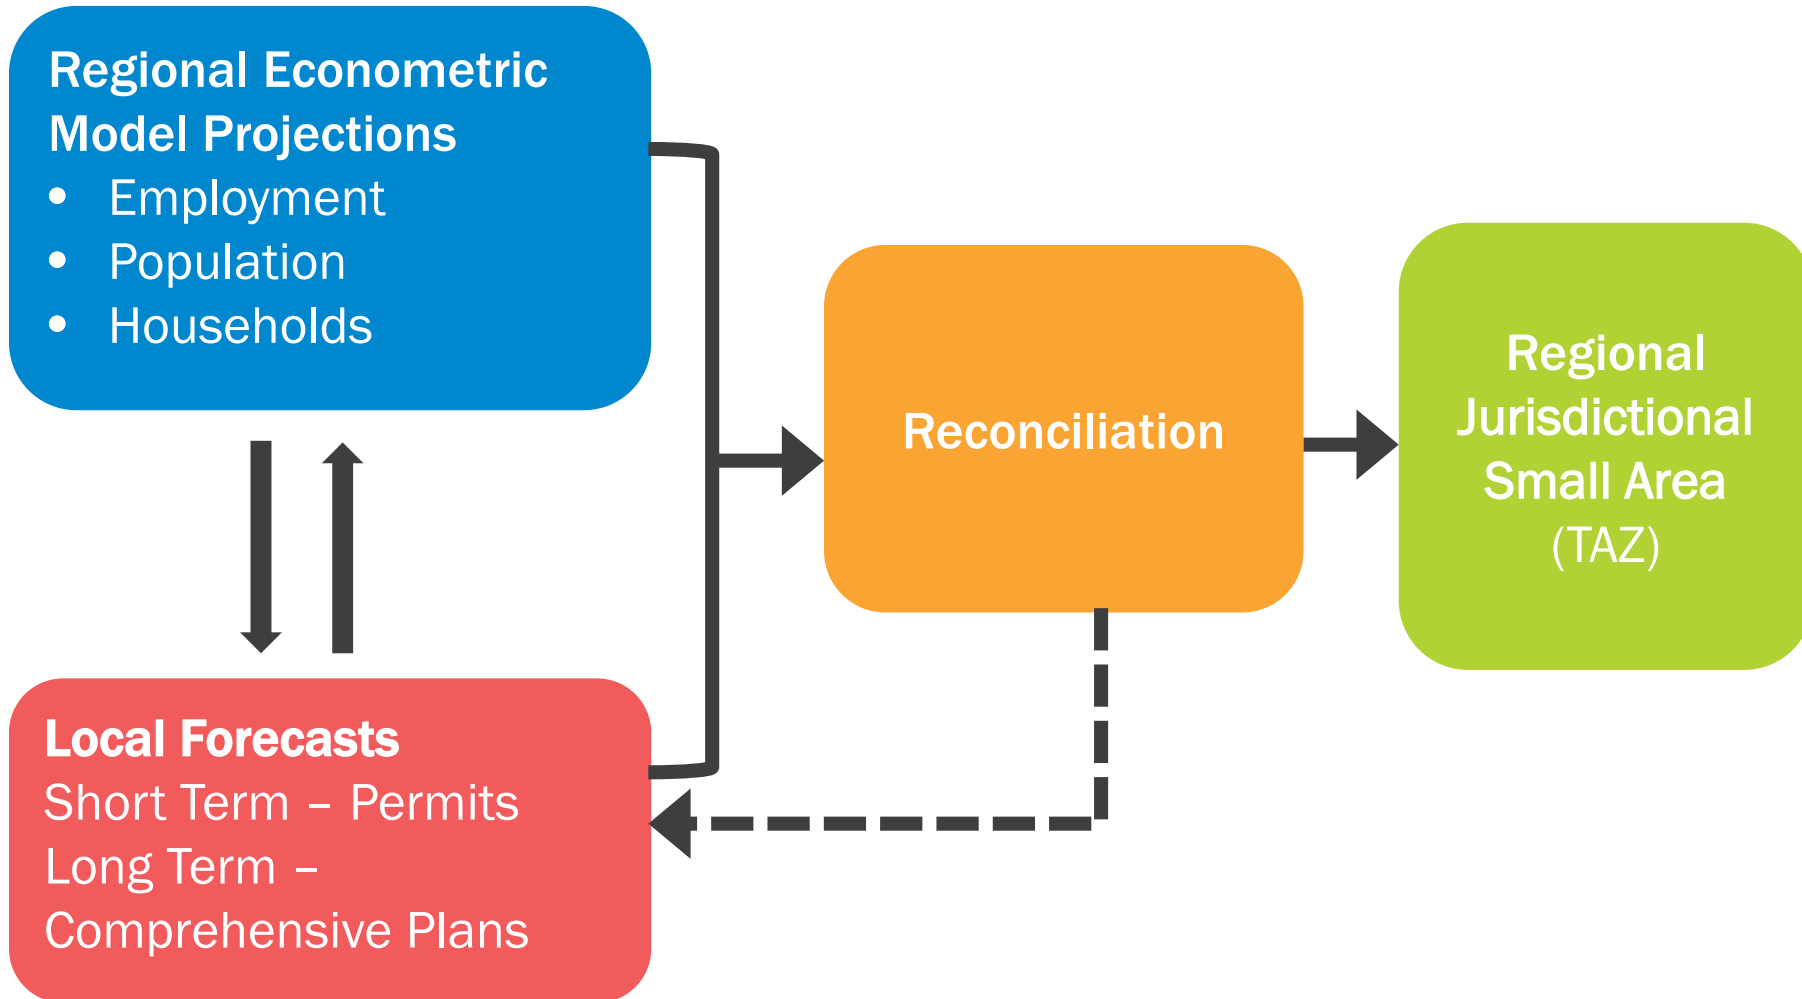 Regional Econometric
Model Projections
• Employment
• Population
• Households
Local Forecasts
Short Term – Permits
Long Term –
Comprehensive Plans
Reconciliation
Regional
Jurisdictional
Small Area
(TAZ)